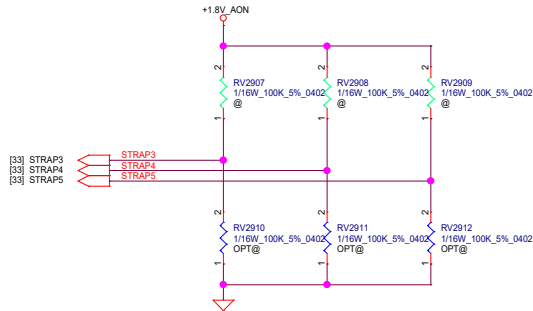 +1.8V_AON
2
2
2
RV2907
1/16W_100K_5%_0402
@
RV2908
1/16W_100K_5%_0402
@
RV2909
1/16W_100K_5%_0402
@
1
1
1
[33] STRAP3
STRAP3
[33] STRAP4
STRAP4
[33] STRAP5
STRAP5
2
2
2
RV2910
1/16W_100K_5%_0402
OPT@
RV2911
1/16W_100K_5%_0402
OPT@
RV2912
1/16W_100K_5%_0402
OPT@
1
1
1